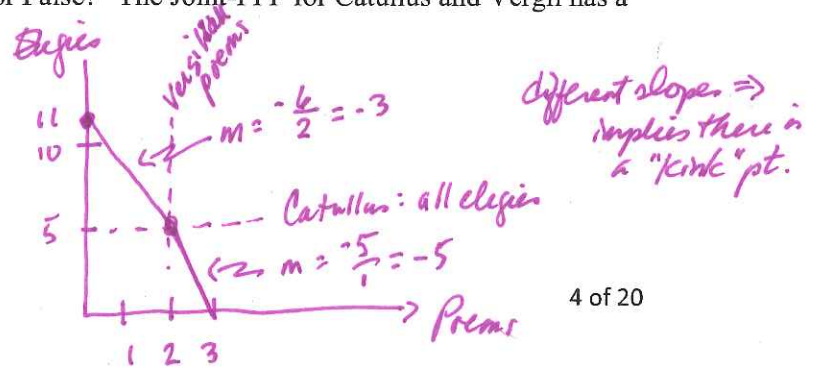 or False? The Joint-PPF for Catullus and Vergil has a
Elegies
Vergil all poems
11
10
m = -6/2 = -3
different slopes ⇒
implies there is
a "kink" pt.
5
Catullus: all elegies
m = -5/1 = -5
4 of 20
Poems
1 2 3